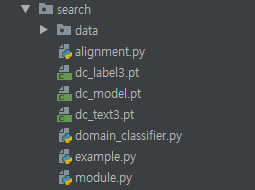 search
data
alignment.py
dc_label3.pt
dc_model.pt
dc_text3.pt
domain_classifier.py
example.py
module.py